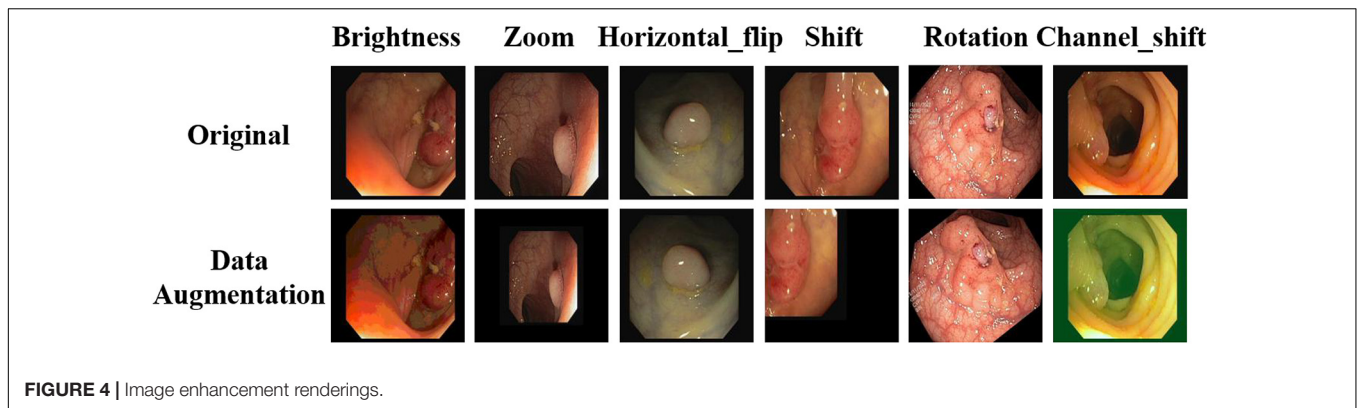 Brightness Zoom Horizontal_flip Shift Rotation Channel_shift
Original
Data
Augmentation
FIGURE 4 | Image enhancement renderings.